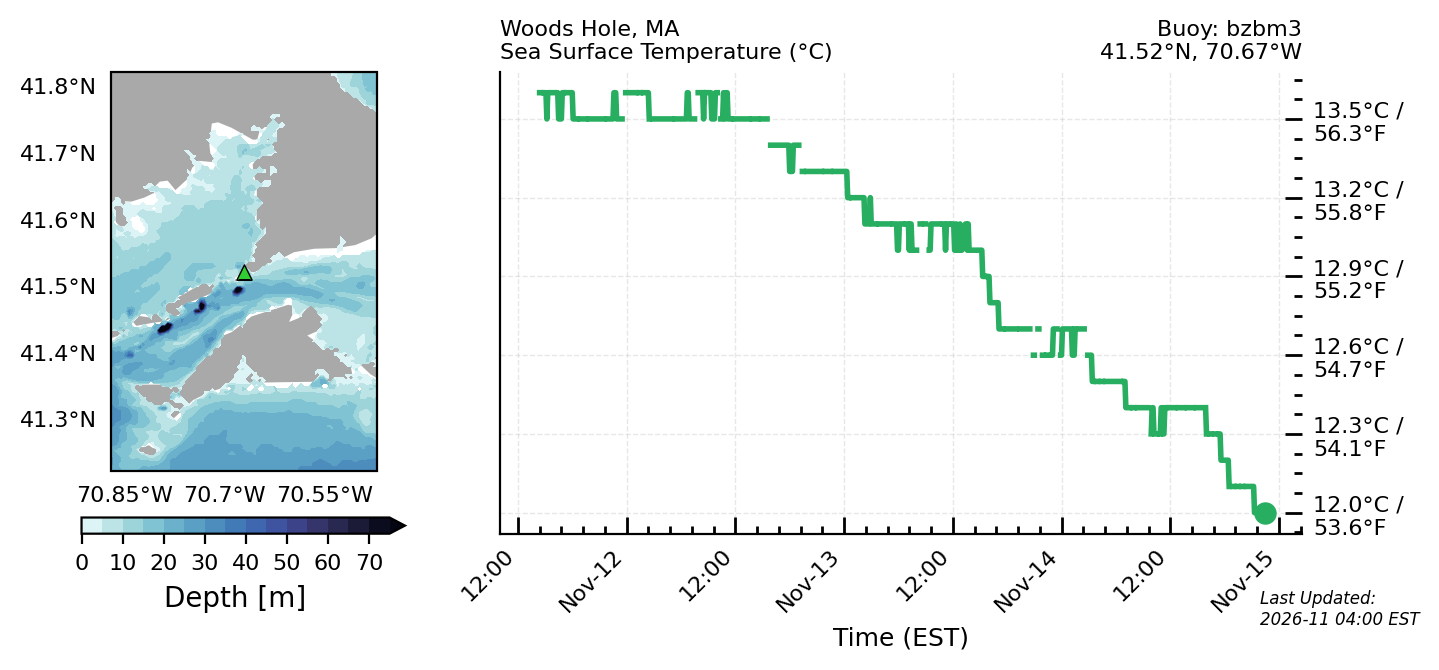 Woods Hole, MA
Sea Surface Temperature (°C)
Buoy: bzbm3
41.52°N, 70.67°W
41.8°N
41.7°N
41.6°N
41.5°N
41.4°N
41.3°N
70.85°W 70.7°W 70.55°W
0 10 20 30 40 50 60 70
Depth [m]
13.5°C /
56.3°F
13.2°C /
55.8°F
12.9°C /
55.2°F
12.6°C /
54.7°F
12.3°C /
54.1°F
12.0°C /
53.6°F
12:00 Nov-12 12:00 Nov-13 12:00 Nov-14 12:00 Nov-15
Time (EST)
Last Updated:
2026-11 04:00 EST